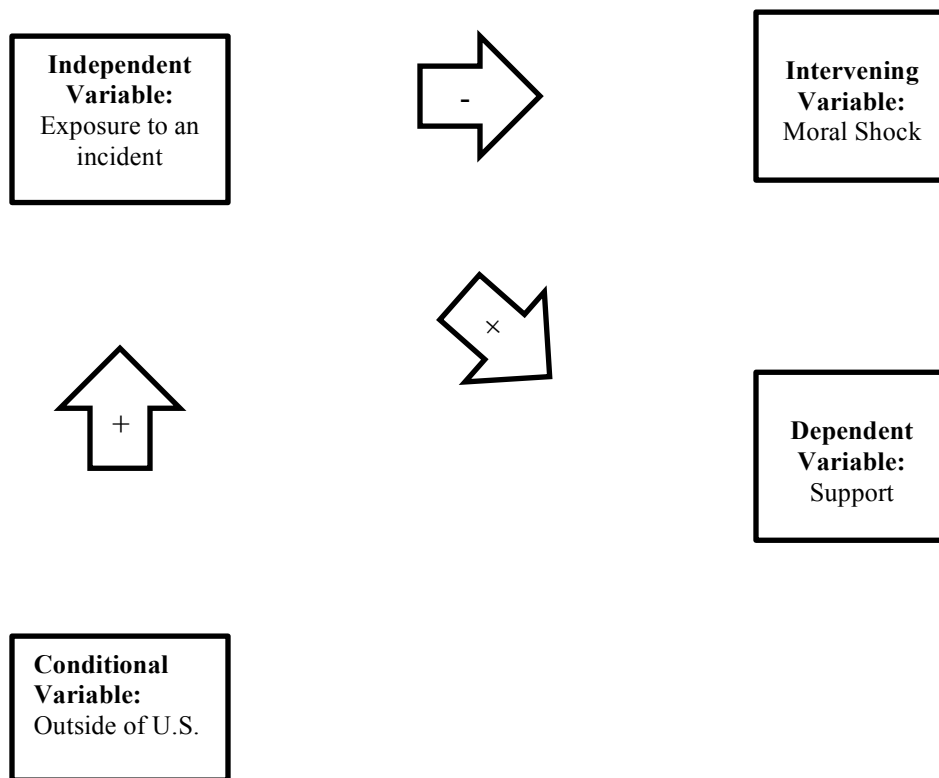 Independent
Variable:
Exposure to an
incident
-
Intervening
Variable:
Moral Shock
×
+
Dependent
Variable:
Support
Conditional
Variable:
Outside of U.S.